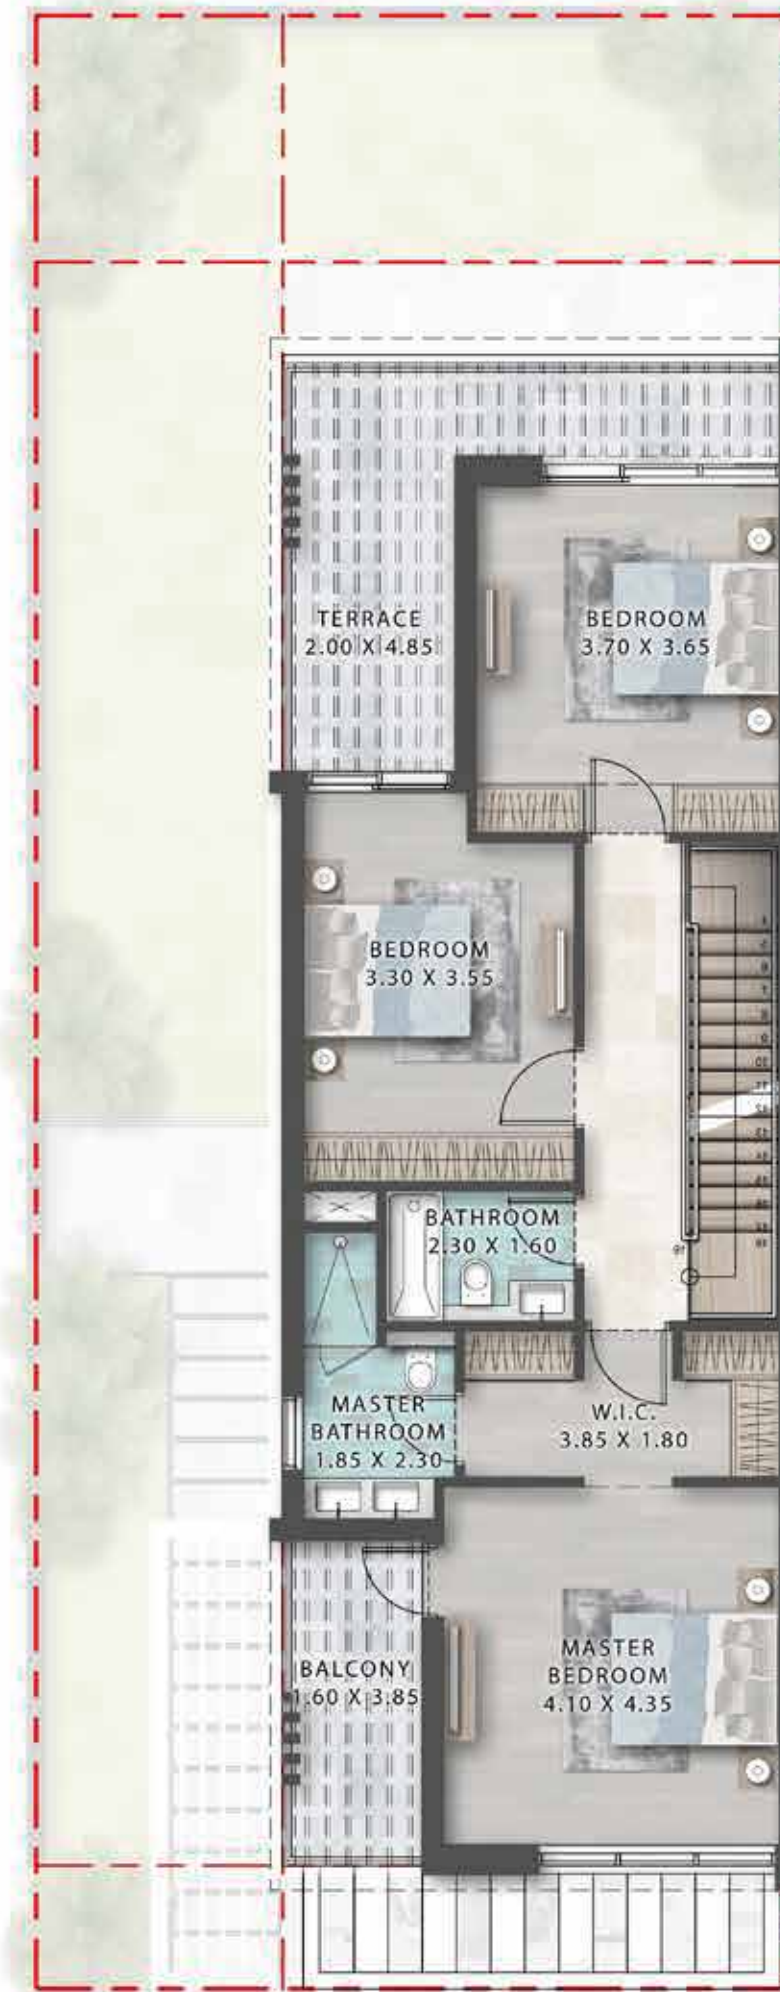 TERRACE
2.00 X 4.85
BEDROOM
3.70 X 3.65
BEDROOM
3.30 X 3.55
BATHROOM
2.30 X 1.60
MASTER
BATHROOM
1.85 X 2.30
W.I.C.
3.85 X 1.80
BALCONY
1.60 X 3.85
MASTER
BEDROOM
4.10 X 4.35